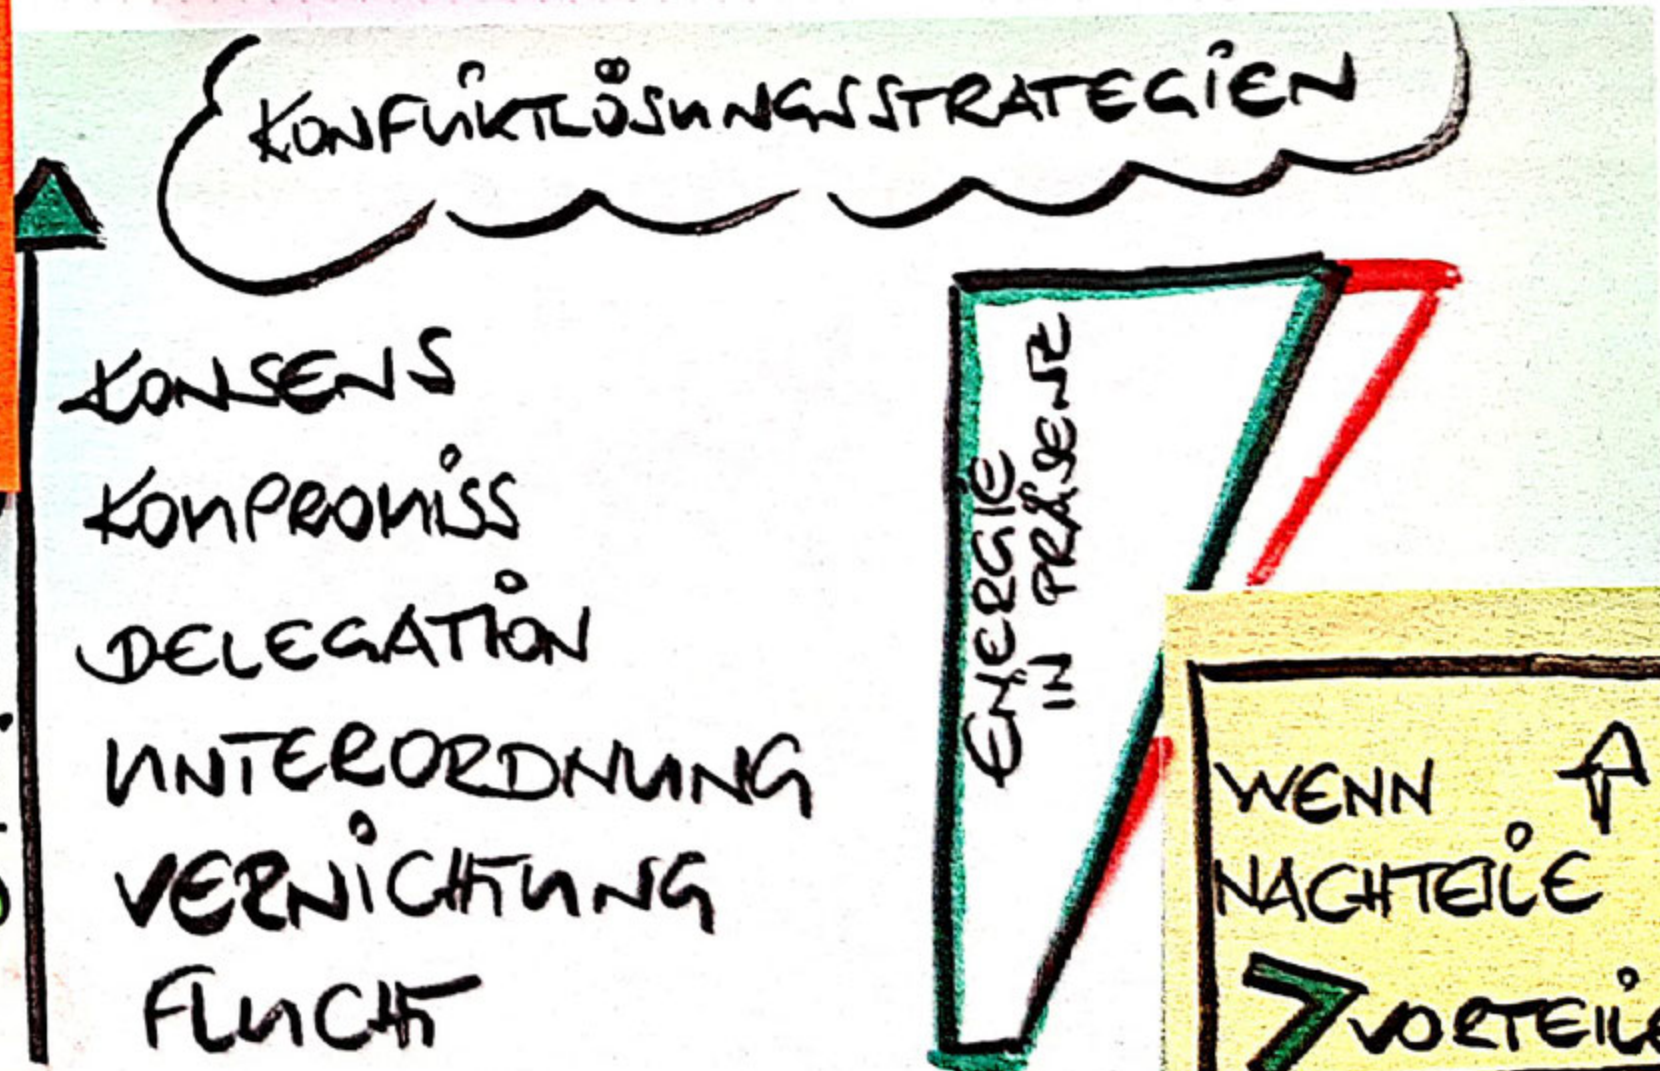 KONFLIKTLÖSUNGSSTRATEGIEN
KONSENS
KOMPROMISS
DELEGATION
UNTERORDNUNG
VERNICHTUNG
FLUCHT
ENERGIE
IN PRÄSENZ
WENN
NACHTEILE
> VORTEILE